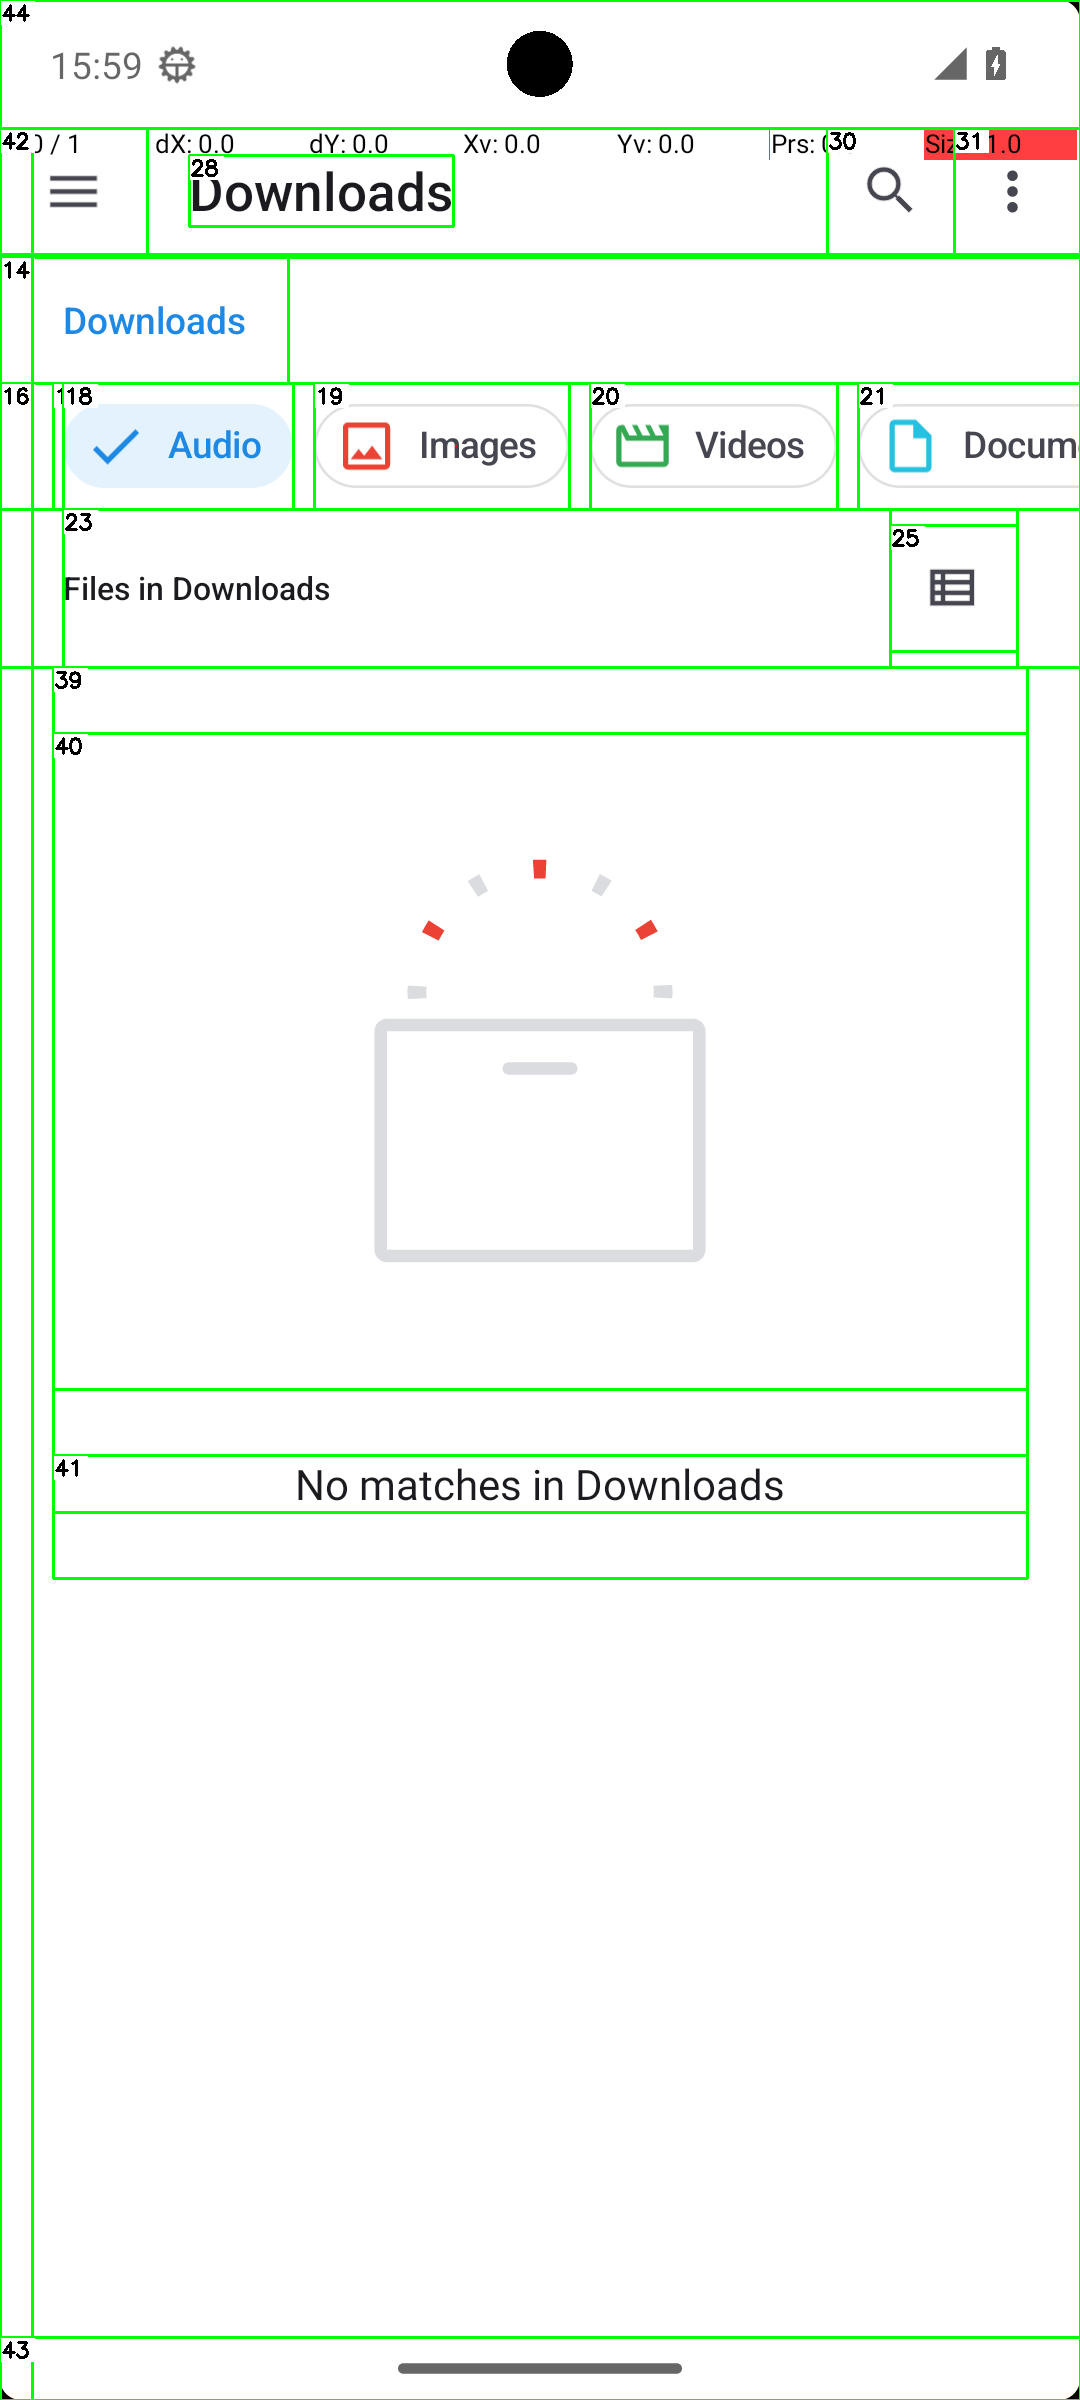 44
15:59
42 0 / 1 dX: 0.0 dY: 0.0 Xv: 0.0 Yv: 0.0 Prs: 30 Siz 31 1.0
28
Downloads
14
Downloads
16 18 19 20 21
Audio Images Videos Docum
23
25
Files in Downloads
39
40
41
No matches in Downloads
43